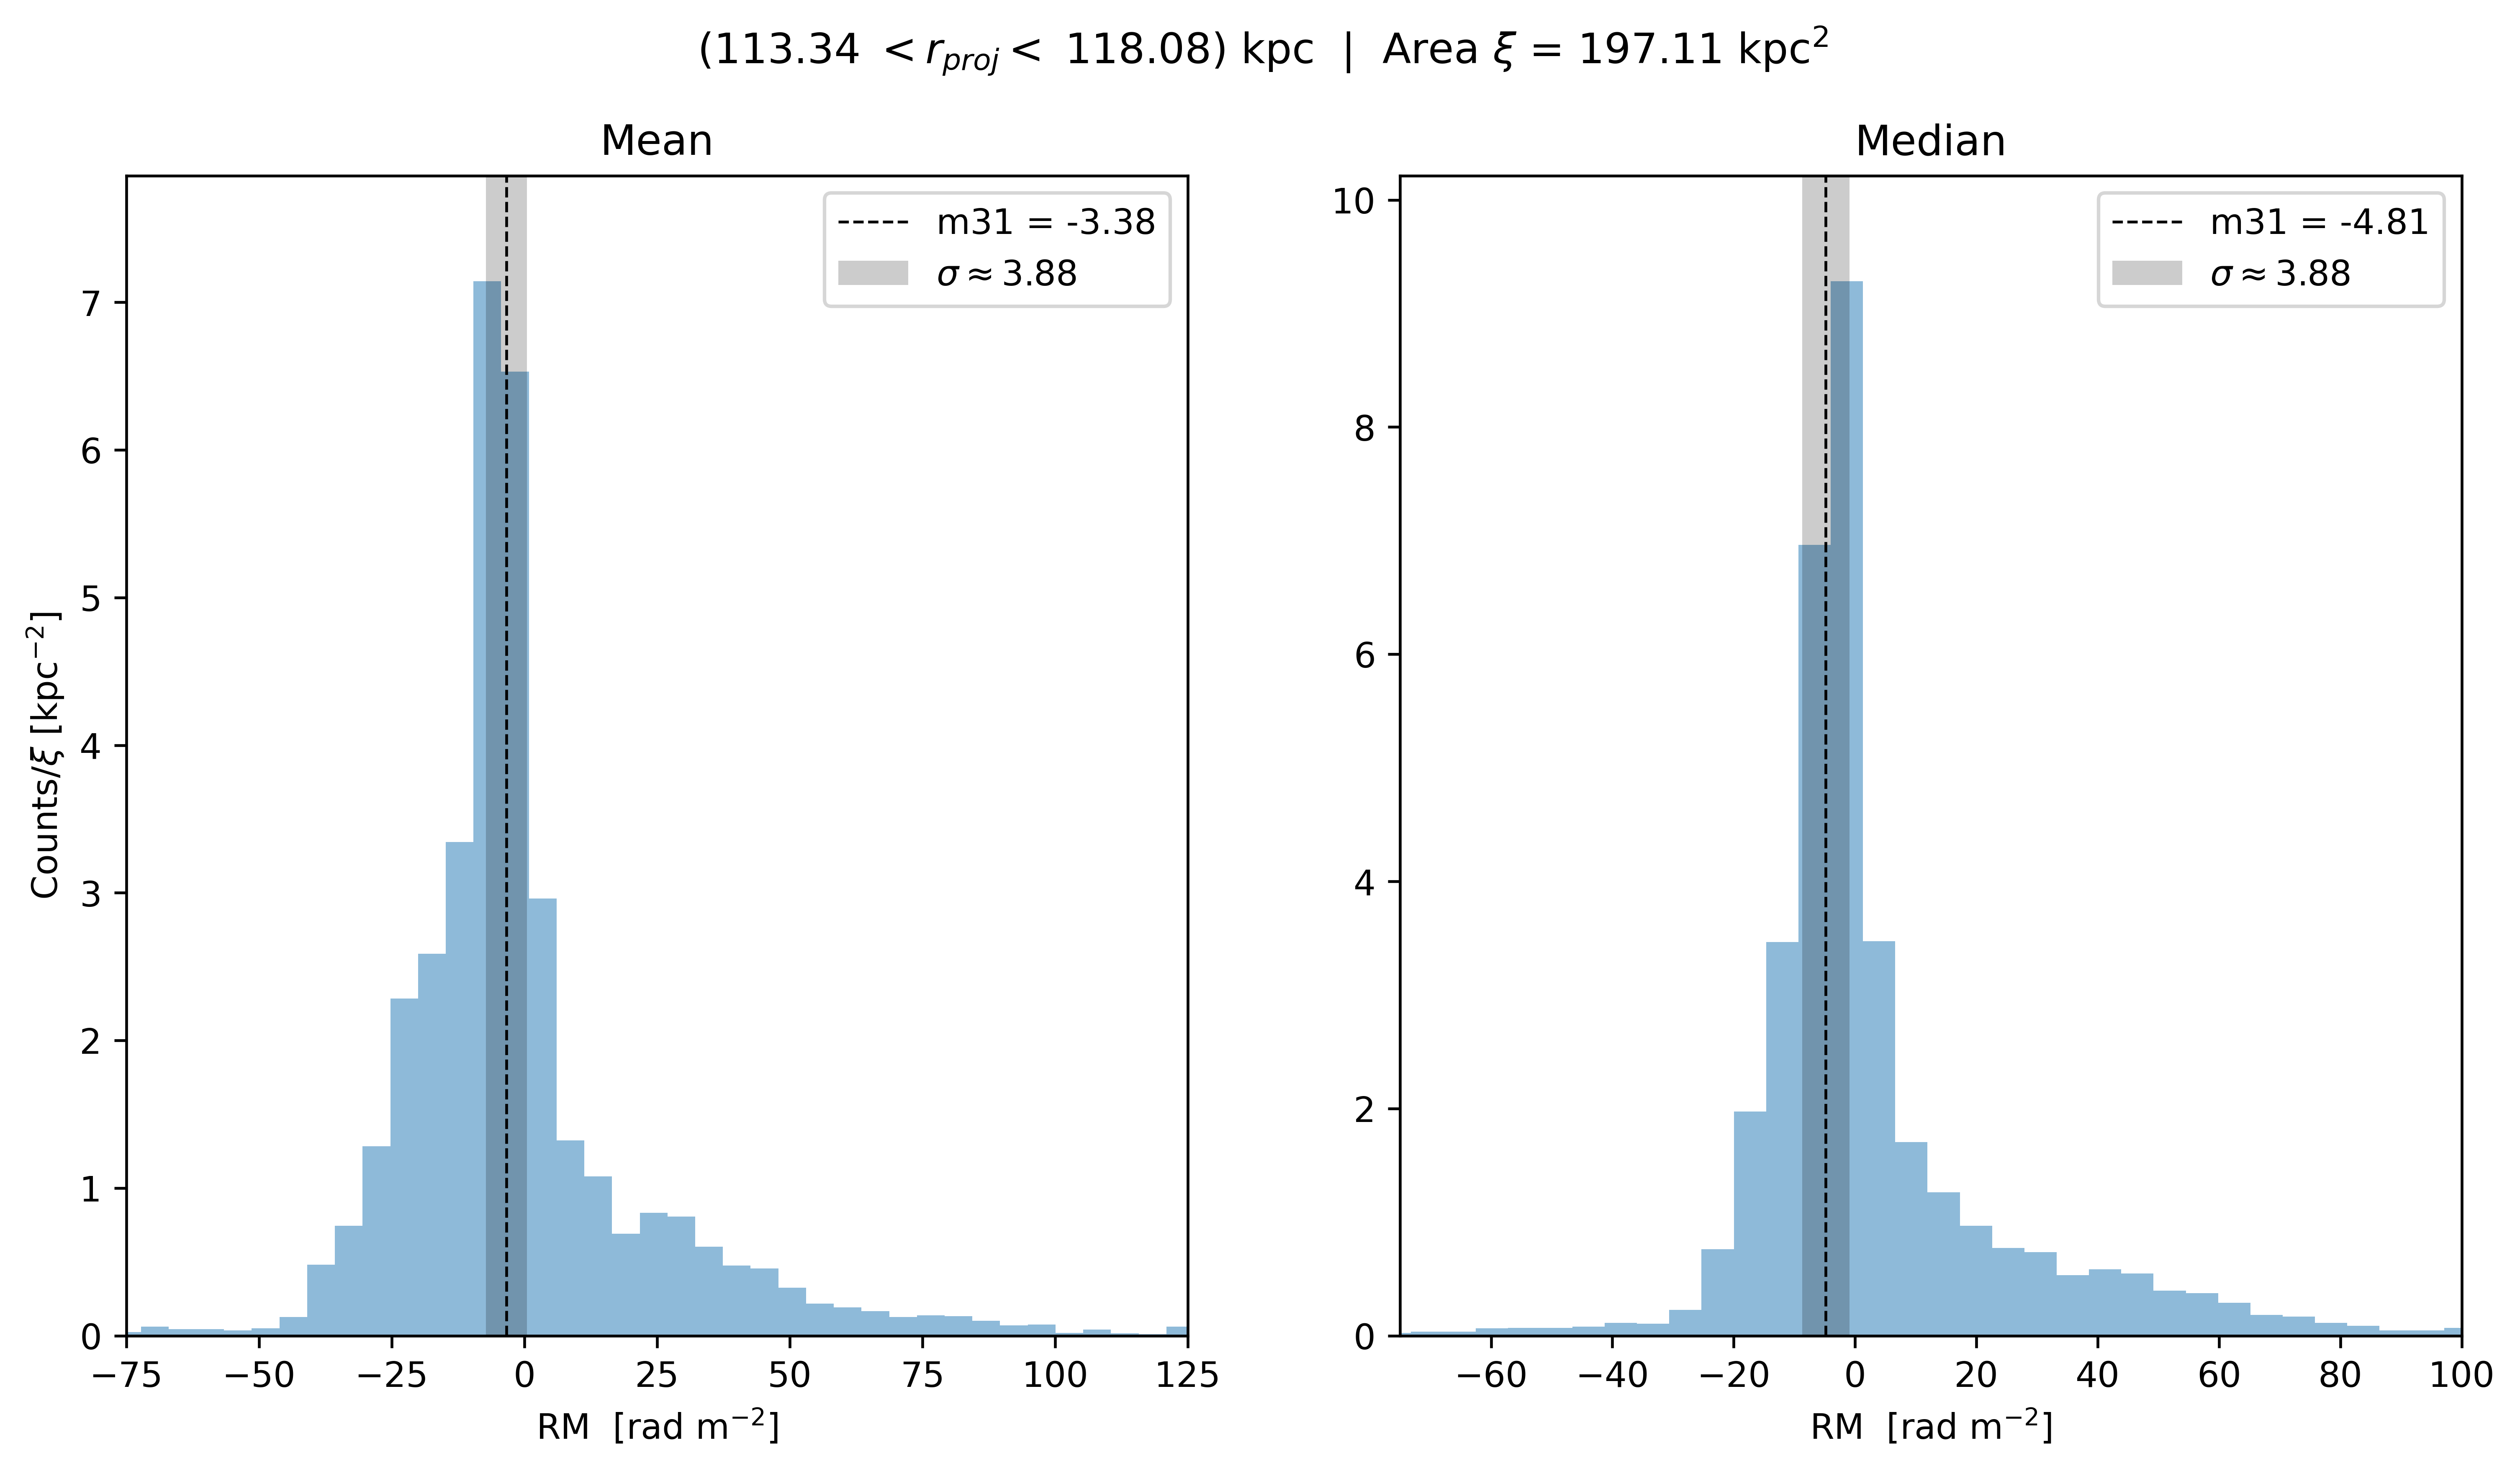 (113.34 < r_proj < 118.08) kpc | Area ξ = 197.11 kpc²
Mean
m31 = -3.38
σ ≈ 3.88
7
6
5
4
3
2
1
0
Counts/ξ [kpc⁻²]
−75 −50 −25 0 25 50 75 100 125
RM [rad m⁻²]
Median
m31 = -4.81
σ ≈ 3.88
10
8
6
4
2
0
−60 −40 −20 0 20 40 60 80 100
RM [rad m⁻²]